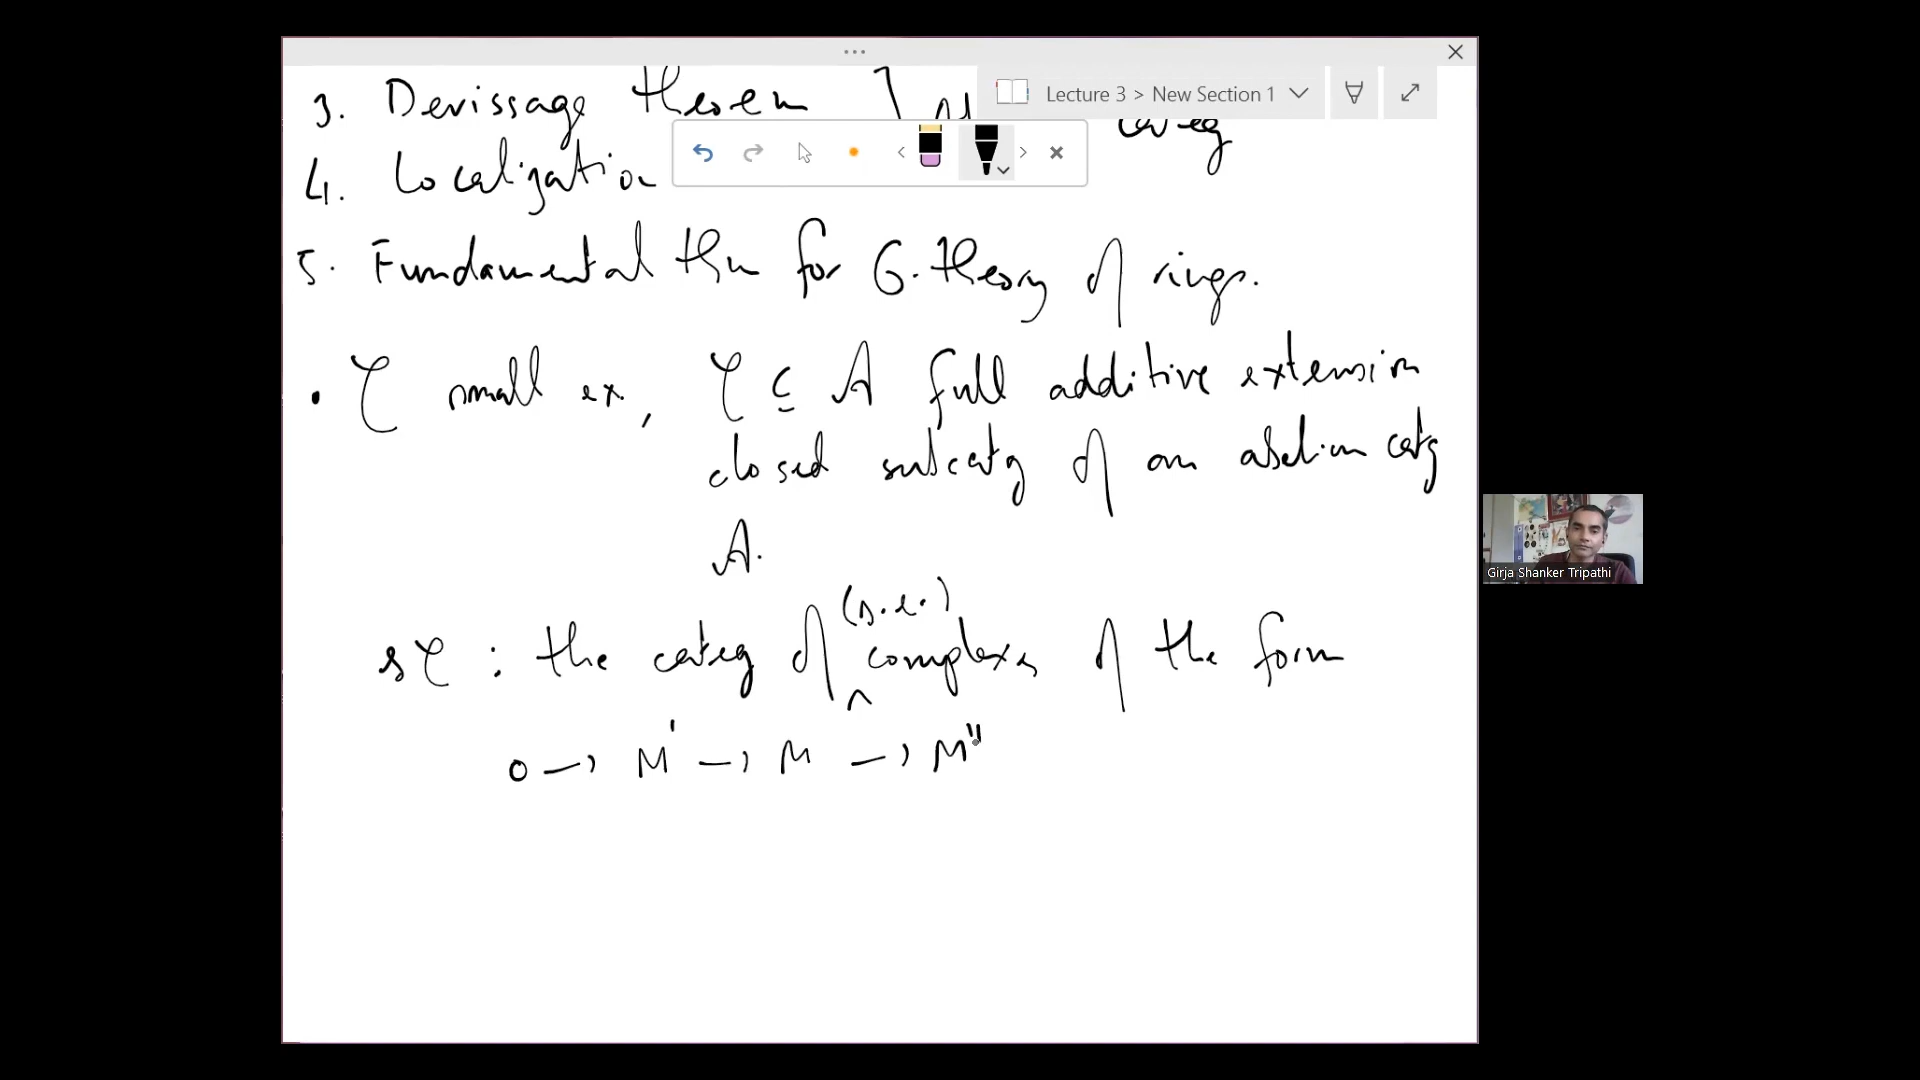 Lecture 3 > New Section 1
3. Devissage theorem
categ
4. Localization
5. Fundamental thm for G-theory of rings.
• 𝒞 small ex, 𝒞 ⊆ 𝒜 full additive extension
closed subcatg of an abelian catg
𝒜.
(s.e.)
s𝒞 : the categ of ^ complexes of the form
0 → M' → M → M''
Girja Shanker Tripathi